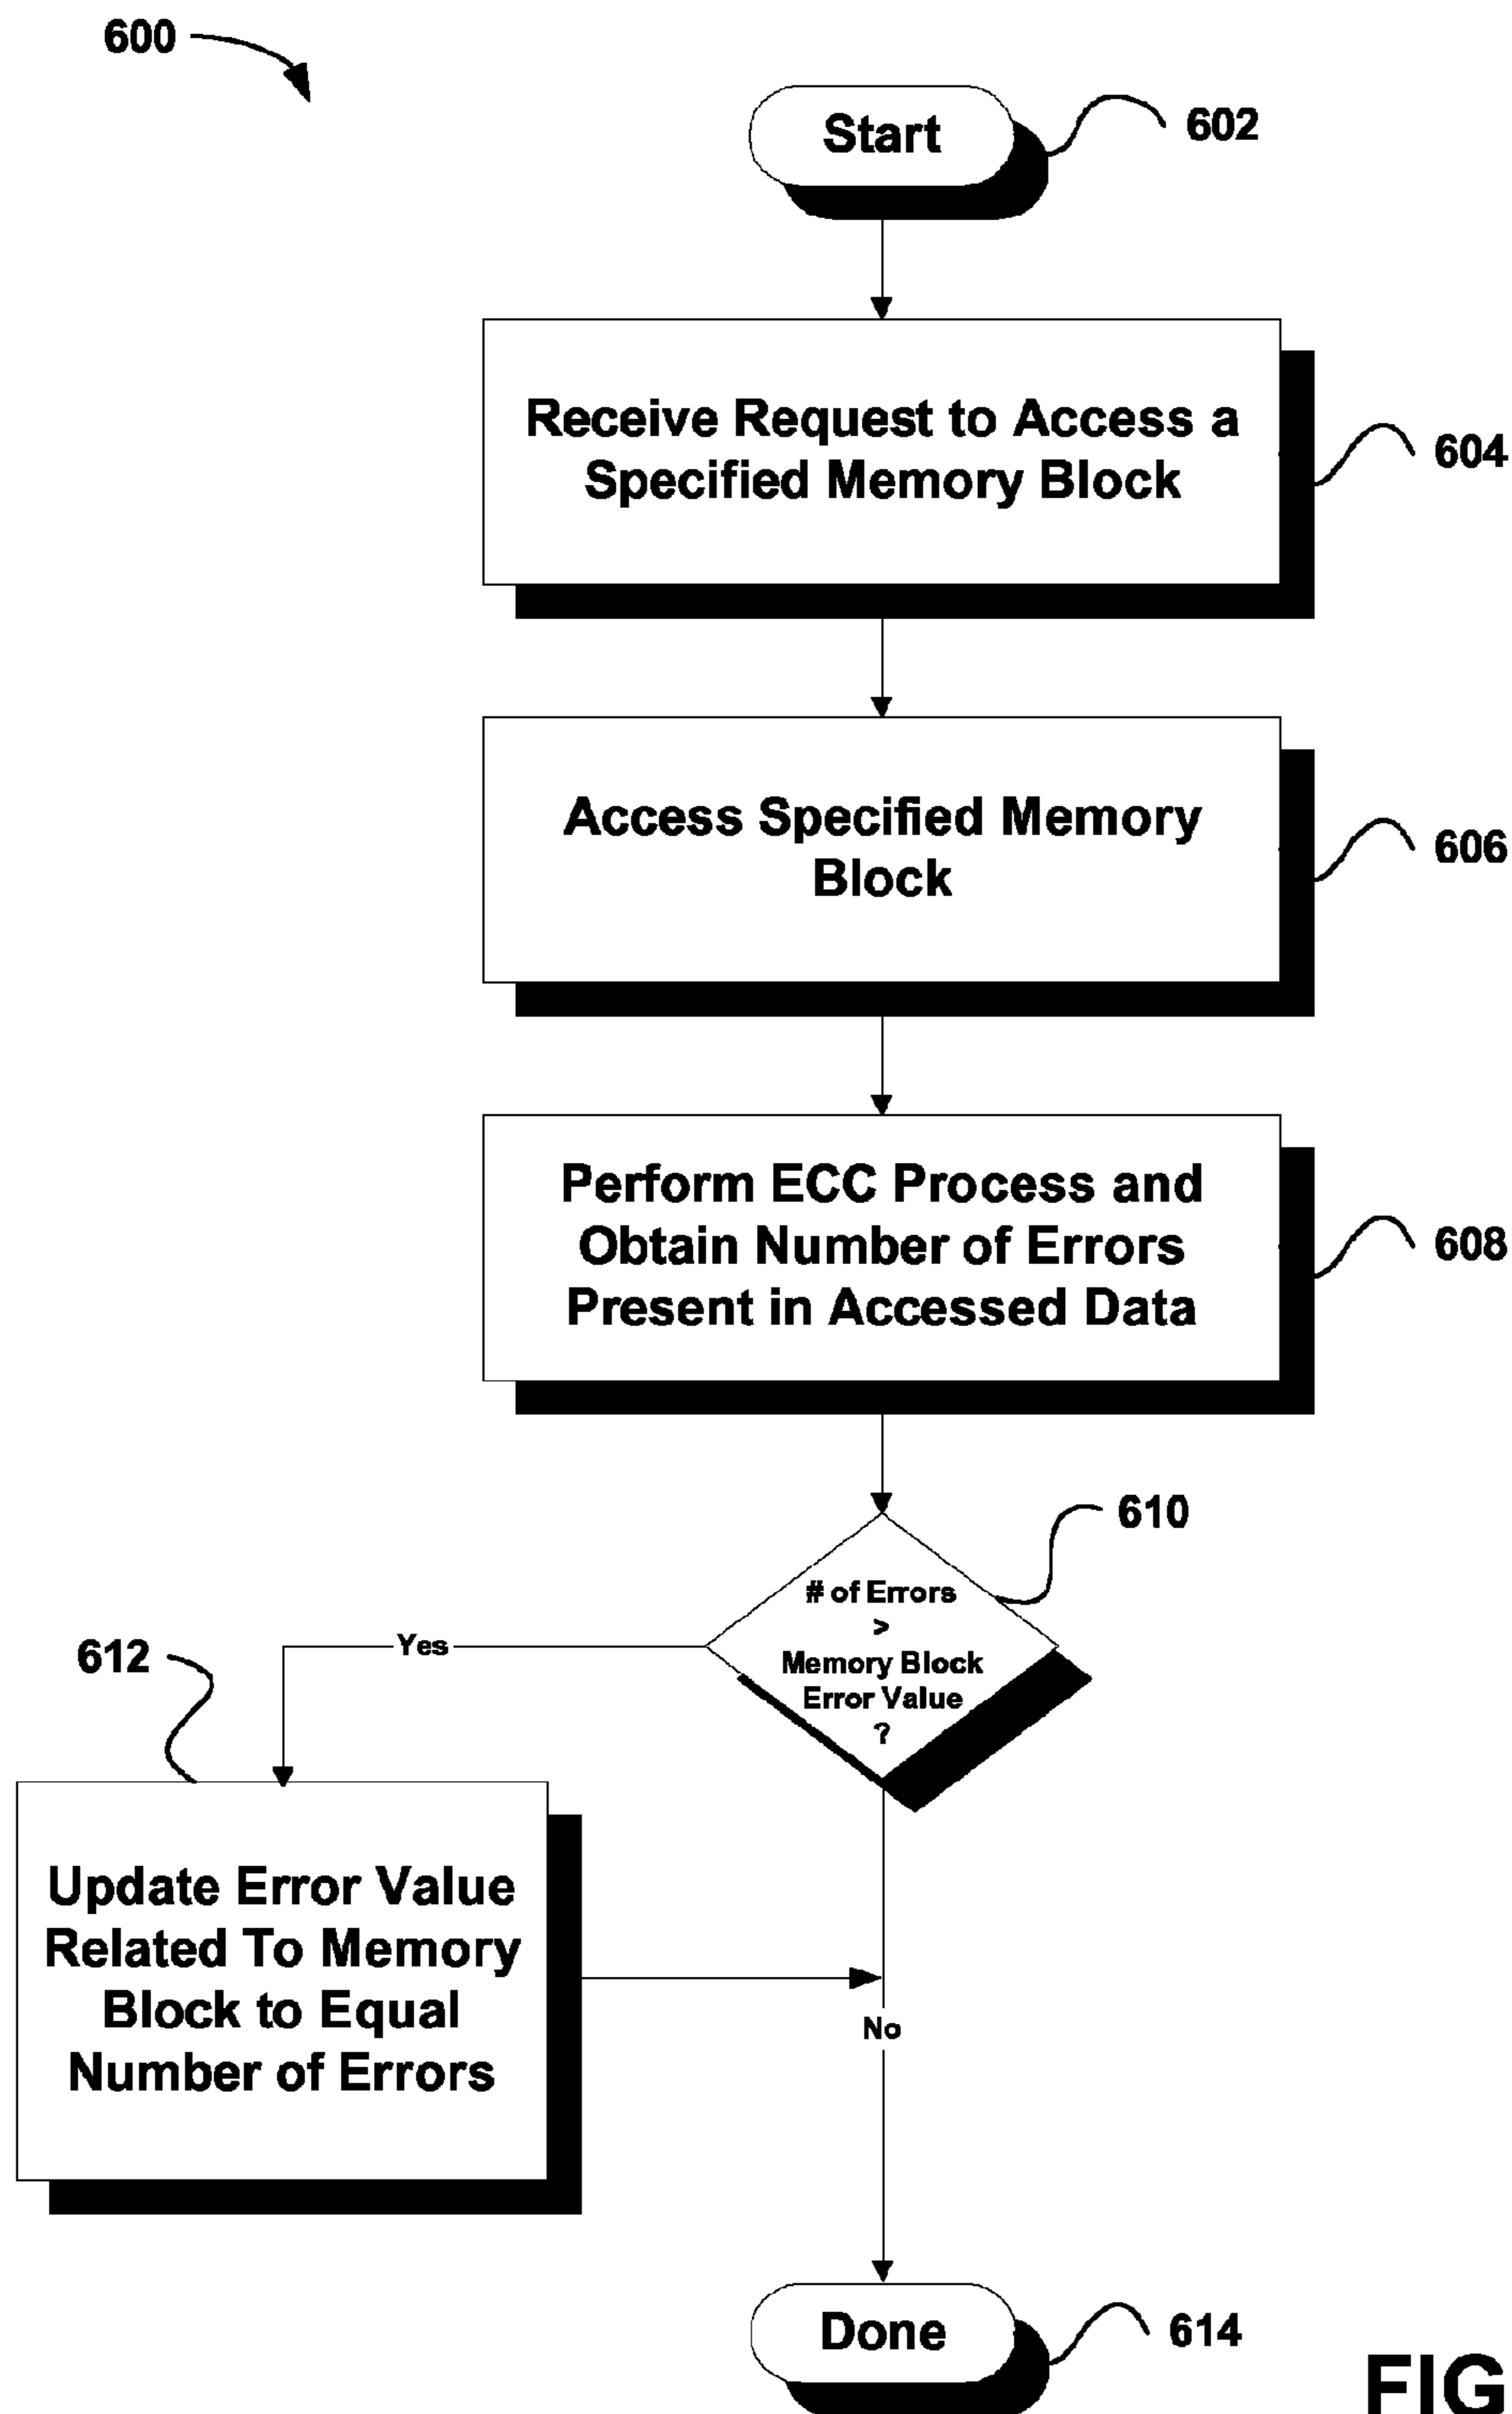 600
Start
602
Receive Request to Access a
Specified Memory Block
604
Access Specified Memory
Block
606
Perform ECC Process and
Obtain Number of Errors
Present in Accessed Data
608
610
# of Errors
>
Memory Block
Error Value
?
Yes
612
Update Error Value
Related To Memory
Block to Equal
Number of Errors
No
Done
614
FIG